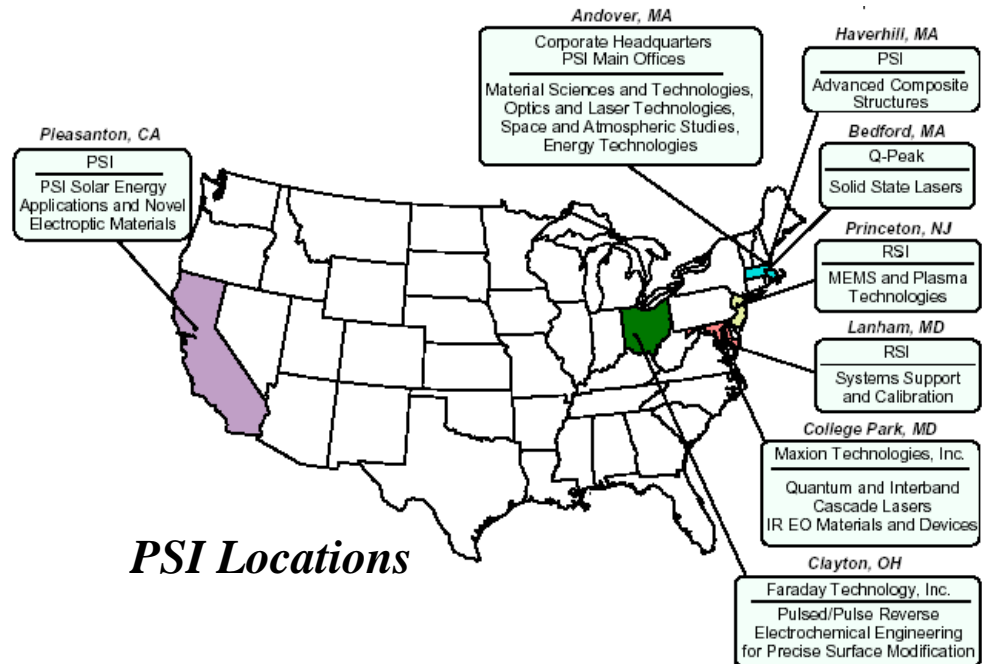 Andover, MA
Corporate Headquarters
PSI Main Offices
Material Sciences and Technologies,
Optics and Laser Technologies,
Space and Atmospheric Studies,
Energy Technologies
Haverhill, MA
PSI
Advanced Composite
Structures
Bedford, MA
Q-Peak
Solid State Lasers
Pleasanton, CA
PSI
PSI Solar Energy
Applications and Novel
Electroptic Materials
Princeton, NJ
RSI
MEMS and Plasma
Technologies
Lanham, MD
RSI
Systems Support
and Calibration
College Park, MD
Maxion Technologies, Inc.
Quantum and Interband
Cascade Lasers
IR EO Materials and Devices
Clayton, OH
Faraday Technology, Inc.
Pulsed/Pulse Reverse
Electrochemical Engineering
for Precise Surface Modification
PSI Locations